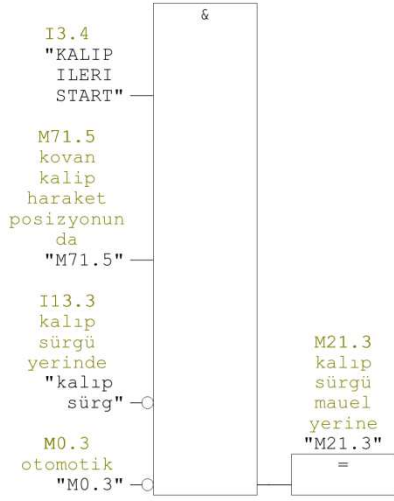 &
I3.4
"KALIP
ILERI
START"
M71.5
kovan
kalip
haraket
posizyonun
da
"M71.5"
I13.3
kalıp
sürgü
yerinde
"kalıp
sürg"
M0.3
otomotik
"M0.3"
M21.3
kalıp
sürgü
mauel
yerine
"M21.3"
=